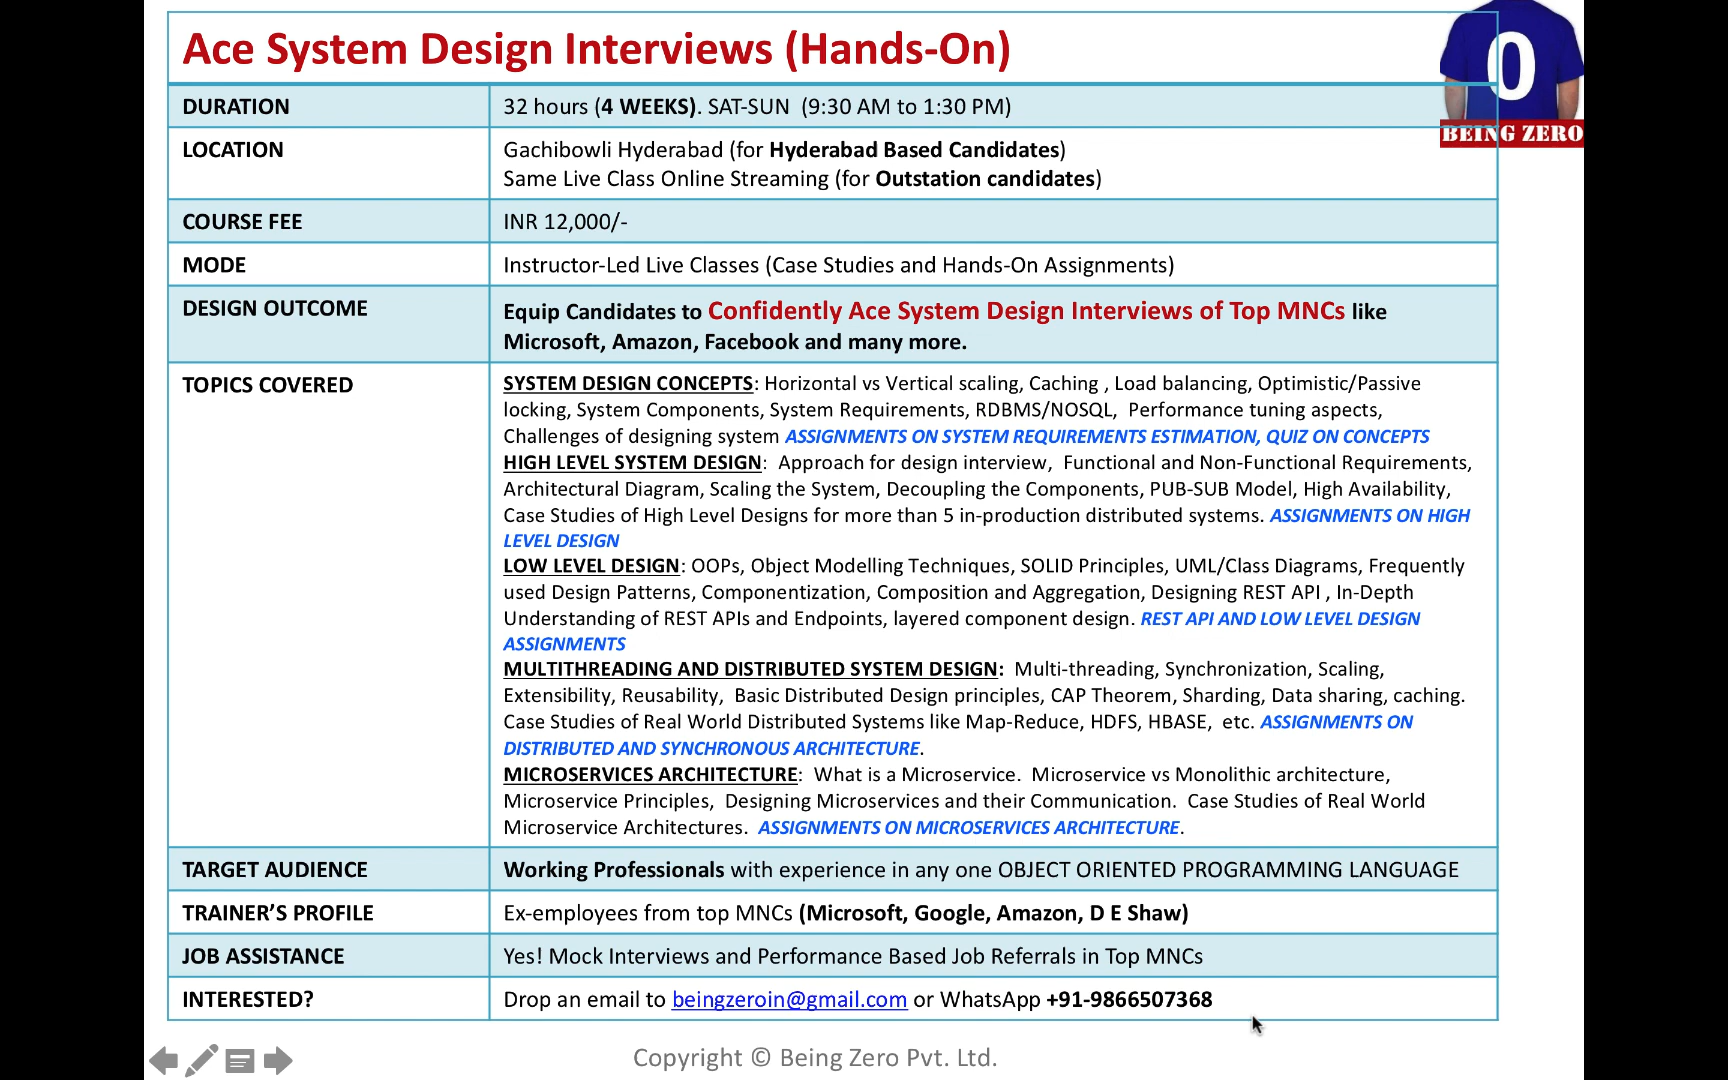 Ace System Design Interviews (Hands-On)
0
BEING ZERO
DURATION
32 hours (4 WEEKS). SAT-SUN (9:30 AM to 1:30 PM)
LOCATION
Gachibowli Hyderabad (for Hyderabad Based Candidates)
Same Live Class Online Streaming (for Outstation candidates)
COURSE FEE
INR 12,000/-
MODE
Instructor-Led Live Classes (Case Studies and Hands-On Assignments)
DESIGN OUTCOME
Equip Candidates to Confidently Ace System Design Interviews of Top MNCs like
Microsoft, Amazon, Facebook and many more.
TOPICS COVERED
SYSTEM DESIGN CONCEPTS: Horizontal vs Vertical scaling, Caching , Load balancing, Optimistic/Passive
locking, System Components, System Requirements, RDBMS/NOSQL, Performance tuning aspects,
Challenges of designing system ASSIGNMENTS ON SYSTEM REQUIREMENTS ESTIMATION, QUIZ ON CONCEPTS
HIGH LEVEL SYSTEM DESIGN: Approach for design interview, Functional and Non-Functional Requirements,
Architectural Diagram, Scaling the System, Decoupling the Components, PUB-SUB Model, High Availability,
Case Studies of High Level Designs for more than 5 in-production distributed systems. ASSIGNMENTS ON HIGH
LEVEL DESIGN
LOW LEVEL DESIGN: OOPs, Object Modelling Techniques, SOLID Principles, UML/Class Diagrams, Frequently
used Design Patterns, Componentization, Composition and Aggregation, Designing REST API , In-Depth
Understanding of REST APIs and Endpoints, layered component design. REST API AND LOW LEVEL DESIGN
ASSIGNMENTS
MULTITHREADING AND DISTRIBUTED SYSTEM DESIGN: Multi-threading, Synchronization, Scaling,
Extensibility, Reusability, Basic Distributed Design principles, CAP Theorem, Sharding, Data sharing, caching.
Case Studies of Real World Distributed Systems like Map-Reduce, HDFS, HBASE, etc. ASSIGNMENTS ON
DISTRIBUTED AND SYNCHRONOUS ARCHITECTURE.
MICROSERVICES ARCHITECTURE: What is a Microservice. Microservice vs Monolithic architecture,
Microservice Principles, Designing Microservices and their Communication. Case Studies of Real World
Microservice Architectures. ASSIGNMENTS ON MICROSERVICES ARCHITECTURE.
TARGET AUDIENCE
Working Professionals with experience in any one OBJECT ORIENTED PROGRAMMING LANGUAGE
TRAINER’S PROFILE
Ex-employees from top MNCs (Microsoft, Google, Amazon, D E Shaw)
JOB ASSISTANCE
Yes! Mock Interviews and Performance Based Job Referrals in Top MNCs
INTERESTED?
Drop an email to beingzeroin@gmail.com or WhatsApp +91-9866507368
Copyright © Being Zero Pvt. Ltd.